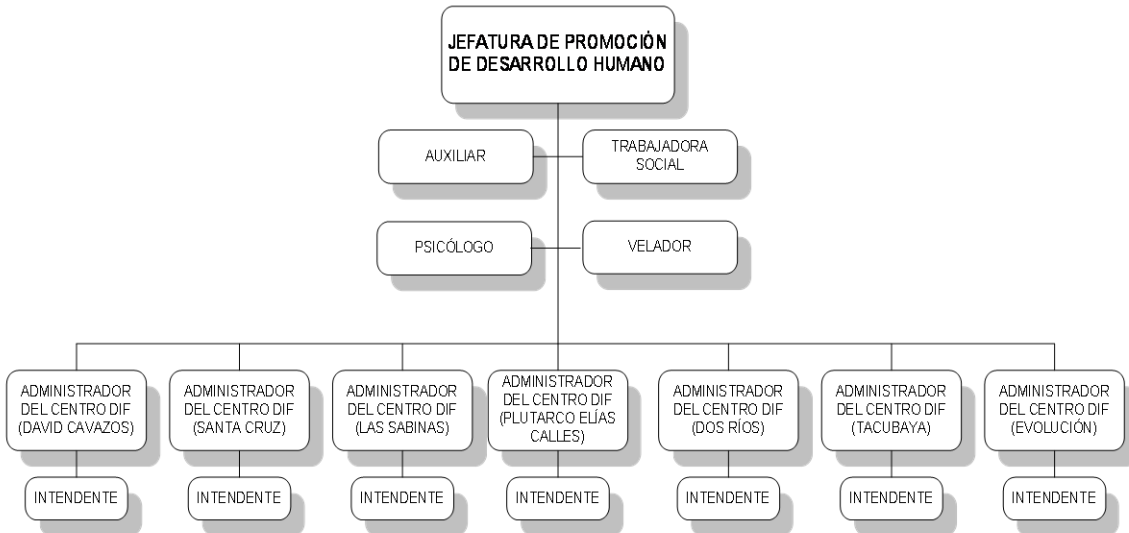 JEFATURA DE PROMOCIÓN
DE DESARROLLO HUMANO
AUXILIAR
TRABAJADORA
SOCIAL
PSICÓLOGO
VELADOR
ADMINISTRADOR
DEL CENTRO DIF
(DAVID CAVAZOS)
ADMINISTRADOR
DEL CENTRO DIF
(SANTA CRUZ)
ADMINISTRADOR
DEL CENTRO DIF
(LAS SABINAS)
ADMINISTRADOR
DEL CENTRO DIF
(PLUTARCO ELÍAS
CALLES)
ADMINISTRADOR
DEL CENTRO DIF
(DOS RÍOS)
ADMINISTRADOR
DEL CENTRO DIF
(TACUBAYA)
ADMINISTRADOR
DEL CENTRO DIF
(EVOLUCIÓN)
INTENDENTE
INTENDENTE
INTENDENTE
INTENDENTE
INTENDENTE
INTENDENTE
INTENDENTE